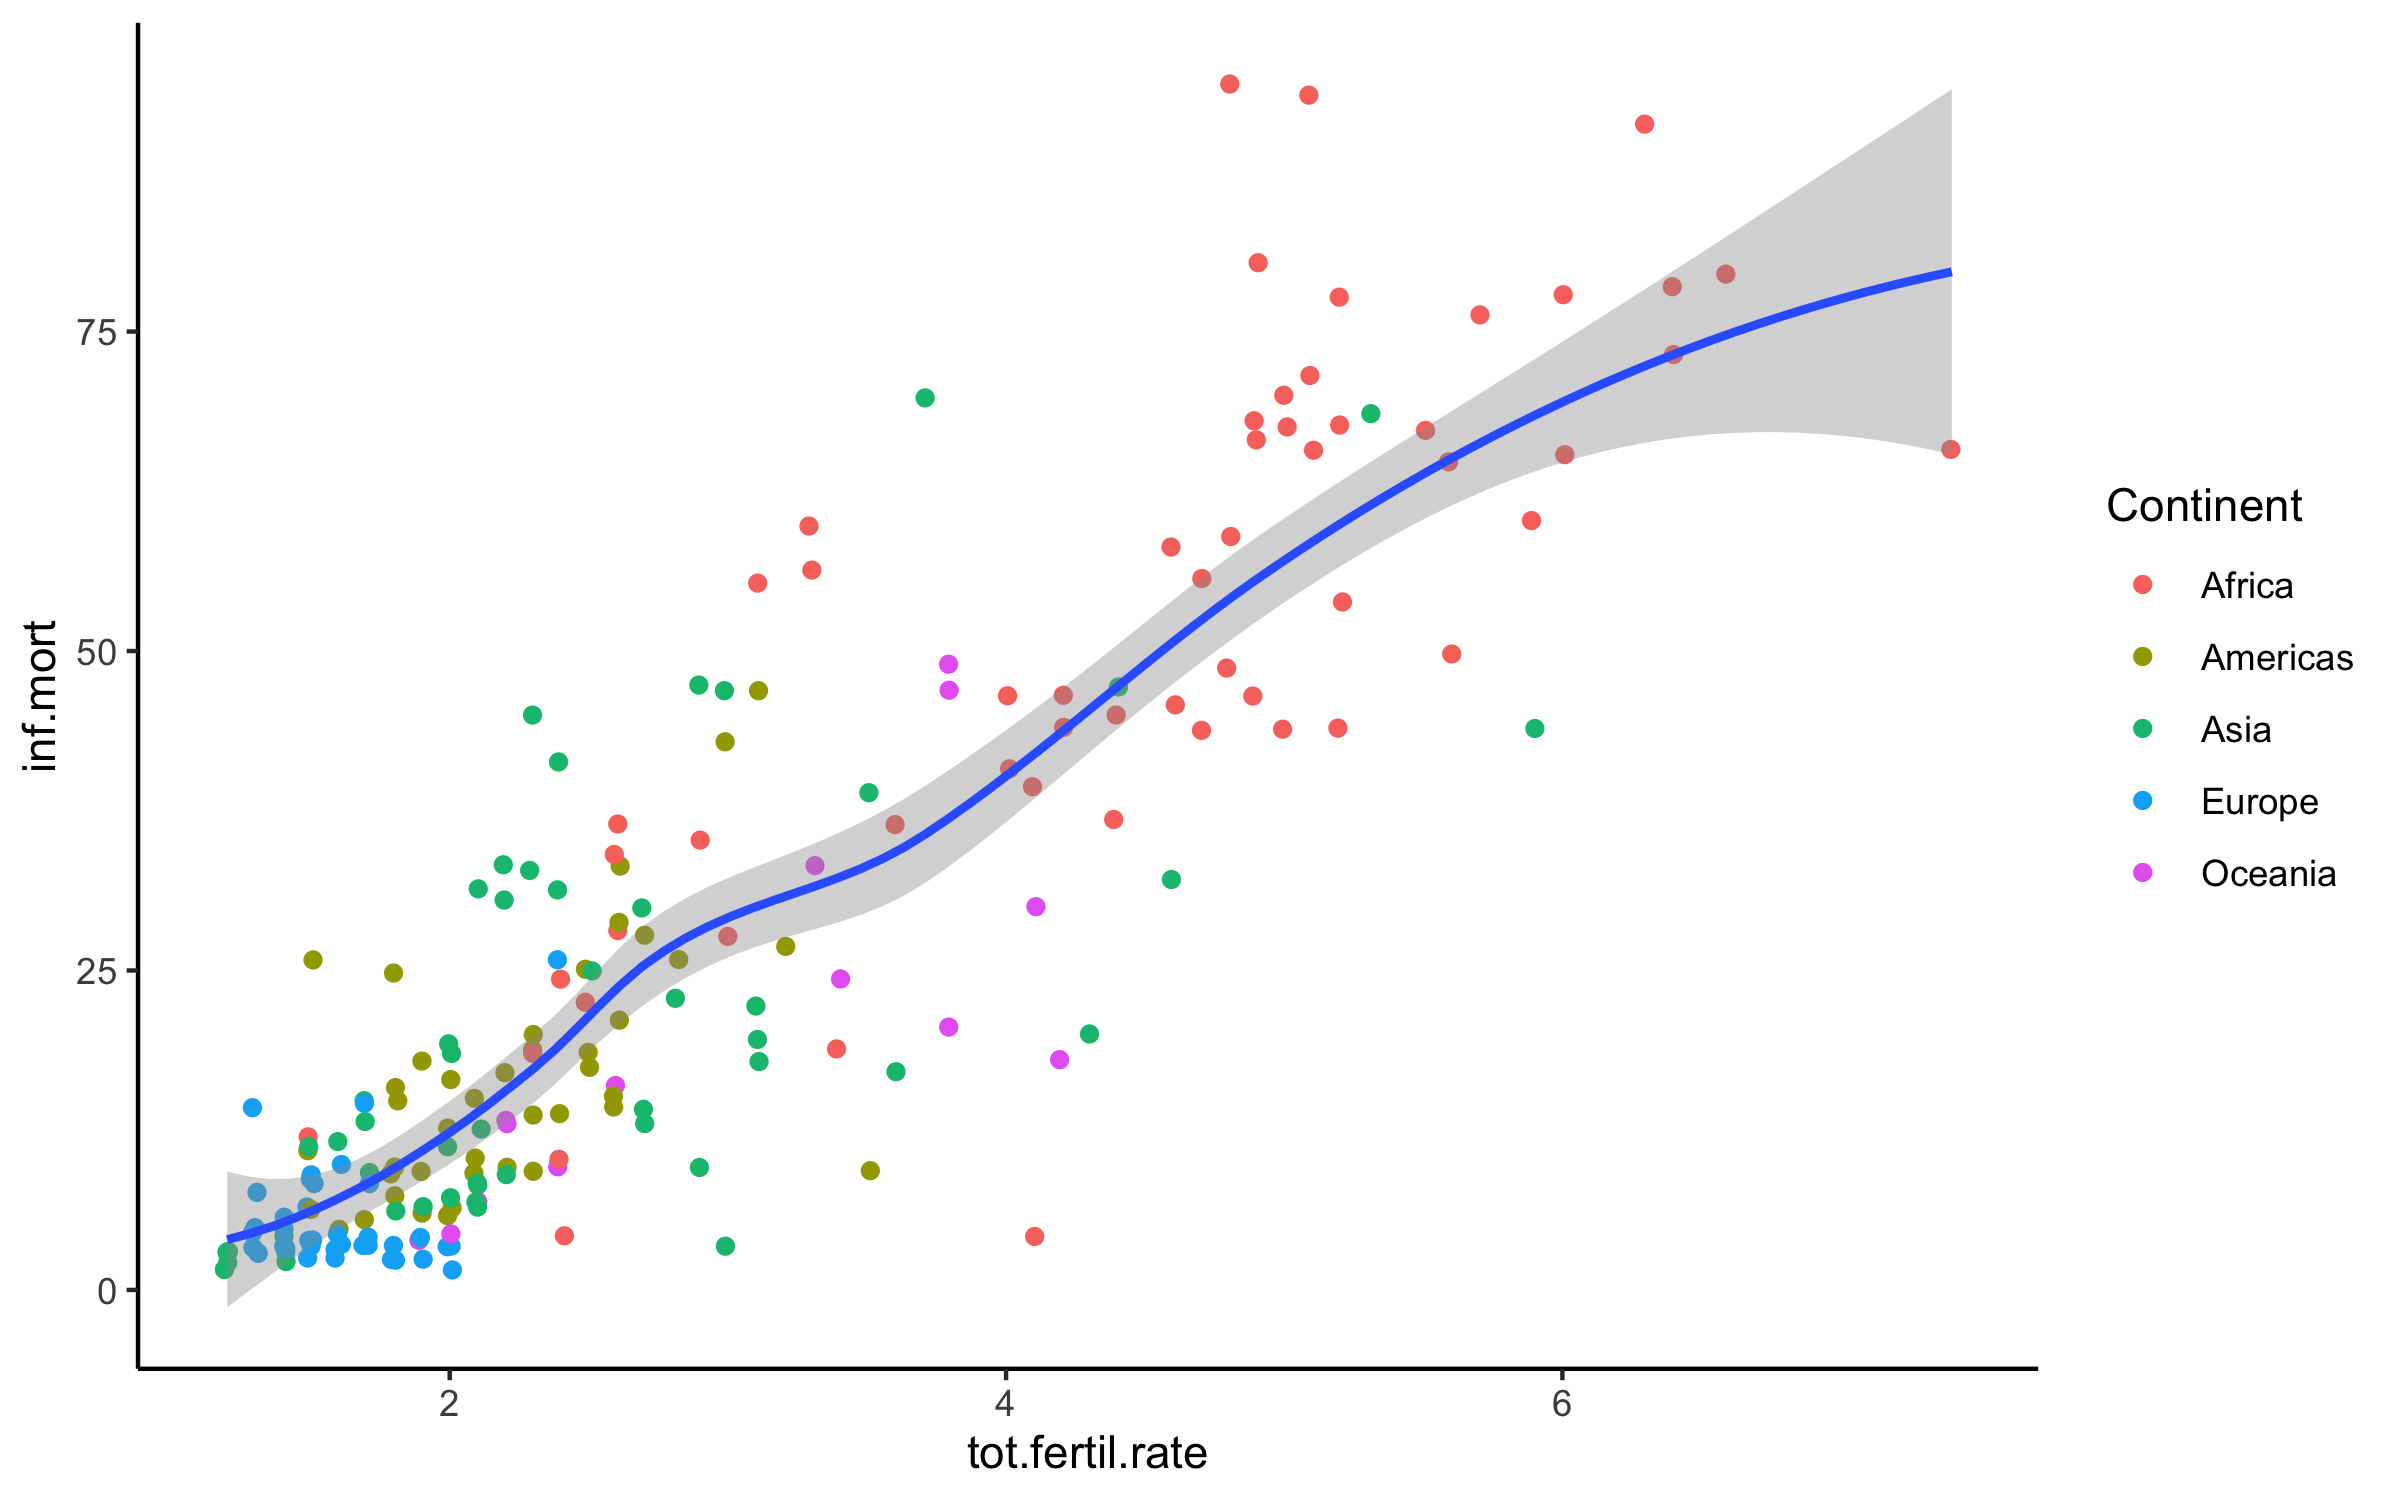 inf.mort
75
50
25
0
2 4 6
tot.fertil.rate
Continent
Africa
Americas
Asia
Europe
Oceania